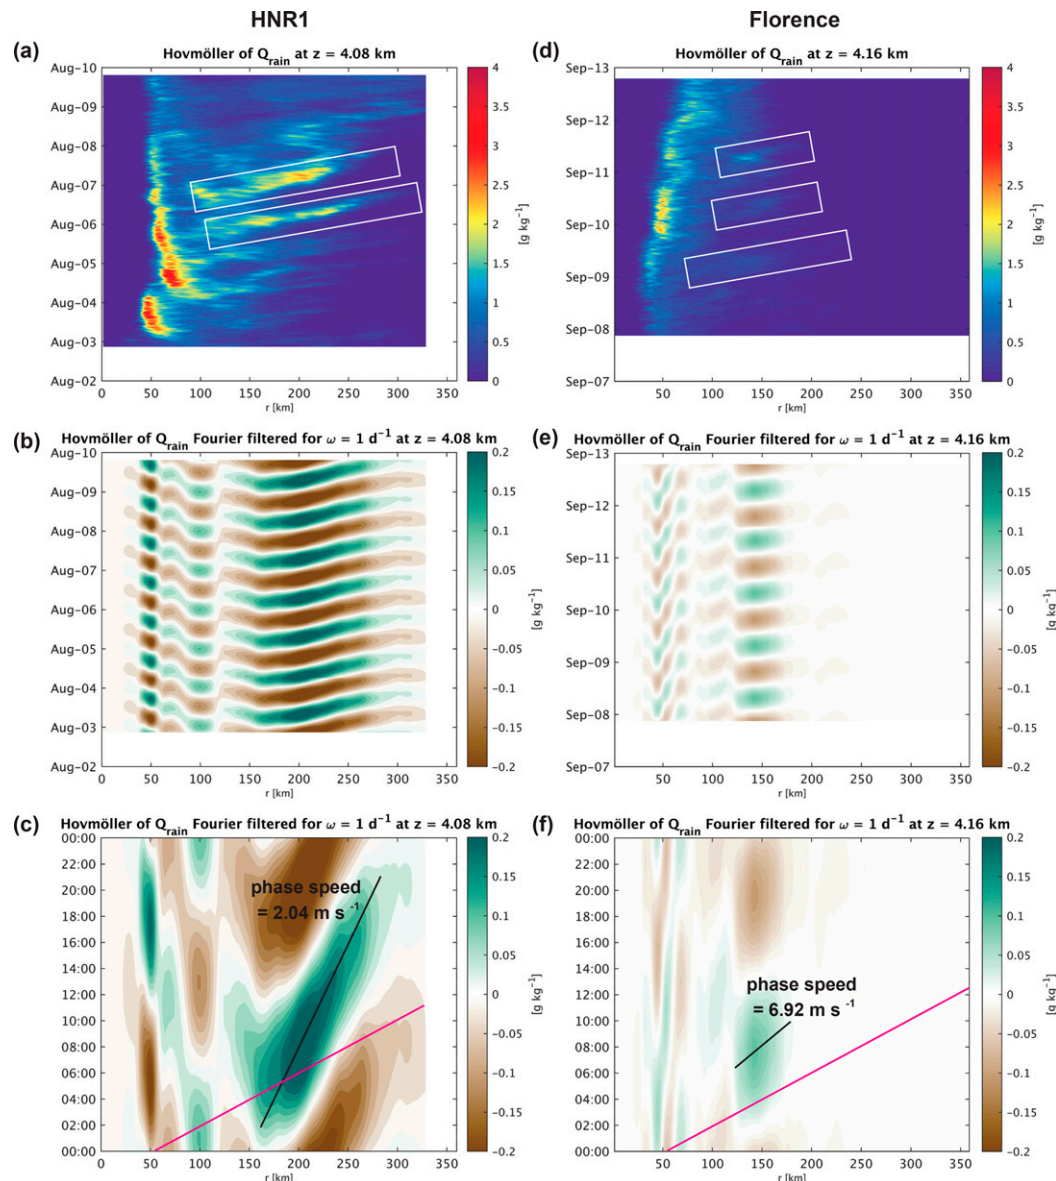 HNR1
Florence
(a)
Hovmöller of Q_rain at z = 4.08 km
Aug-10
Aug-09
Aug-08
Aug-07
Aug-06
Aug-05
Aug-04
Aug-03
Aug-02
0 50 100 150 200 250 300 350
r [km]
4
3.5
3
2.5
2
1.5
1
0.5
0
[g kg⁻¹]
(d)
Hovmöller of Q_rain at z = 4.16 km
Sep-13
Sep-12
Sep-11
Sep-10
Sep-09
Sep-08
Sep-07
0 50 100 150 200 250 300 350
r [km]
4
3.5
3
2.5
2
1.5
1
0.5
0
[g kg⁻¹]
(b)
Hovmöller of Q_rain Fourier filtered for ω = 1 d⁻¹ at z = 4.08 km
Aug-10
Aug-09
Aug-08
Aug-07
Aug-06
Aug-05
Aug-04
Aug-03
Aug-02
0 50 100 150 200 250 300 350
r [km]
0.2
0.15
0.1
0.05
0
−0.05
−0.1
−0.15
−0.2
[g kg⁻¹]
(e)
Hovmöller of Q_rain Fourier filtered for ω = 1 d⁻¹ at z = 4.16 km
Sep-13
Sep-12
Sep-11
Sep-10
Sep-09
Sep-08
Sep-07
0 50 100 150 200 250 300 350
r [km]
0.2
0.15
0.1
0.05
0
−0.05
−0.1
−0.15
−0.2
[g kg⁻¹]
(c)
Hovmöller of Q_rain Fourier filtered for ω = 1 d⁻¹ at z = 4.08 km
00:00
22:00
20:00
18:00
16:00
14:00
12:00
10:00
08:00
06:00
04:00
02:00
00:00
phase speed
= 2.04 m s ⁻¹
0 50 100 150 200 250 300 350
r [km]
0.2
0.15
0.1
0.05
0
−0.05
−0.1
−0.15
−0.2
[g kg⁻¹]
(f)
Hovmöller of Q_rain Fourier filtered for ω = 1 d⁻¹ at z = 4.16 km
00:00
22:00
20:00
18:00
16:00
14:00
12:00
10:00
08:00
06:00
04:00
02:00
00:00
phase speed
= 6.92 m s ⁻¹
0 50 100 150 200 250 300 350
r [km]
0.2
0.15
0.1
0.05
0
−0.05
−0.1
−0.15
−0.2
[g kg⁻¹]